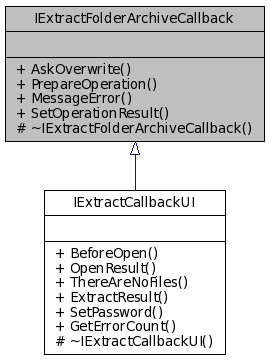 IExtractFolderArchiveCallback
+ AskOverwrite()
+ PrepareOperation()
+ MessageError()
+ SetOperationResult()
# ~IExtractFolderArchiveCallback()
IExtractCallbackUI
+ BeforeOpen()
+ OpenResult()
+ ThereAreNoFiles()
+ ExtractResult()
+ SetPassword()
+ GetErrorCount()
# ~IExtractCallbackUI()